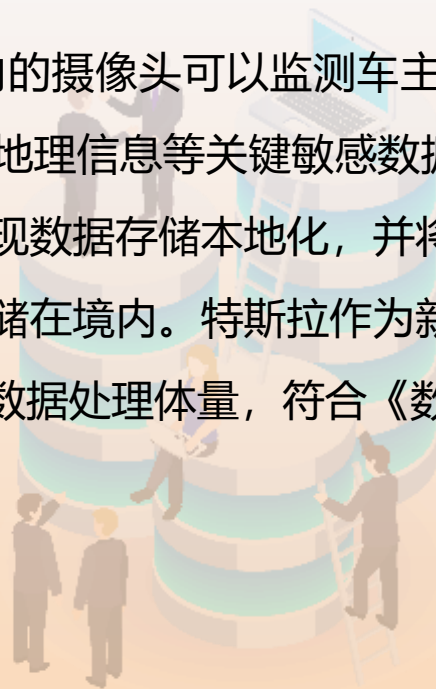 的摄像头可以监测车主
地理信息等关键敏感数据
现数据存储本地化，并将
储在境内。特斯拉作为新
数据处理体量，符合《数